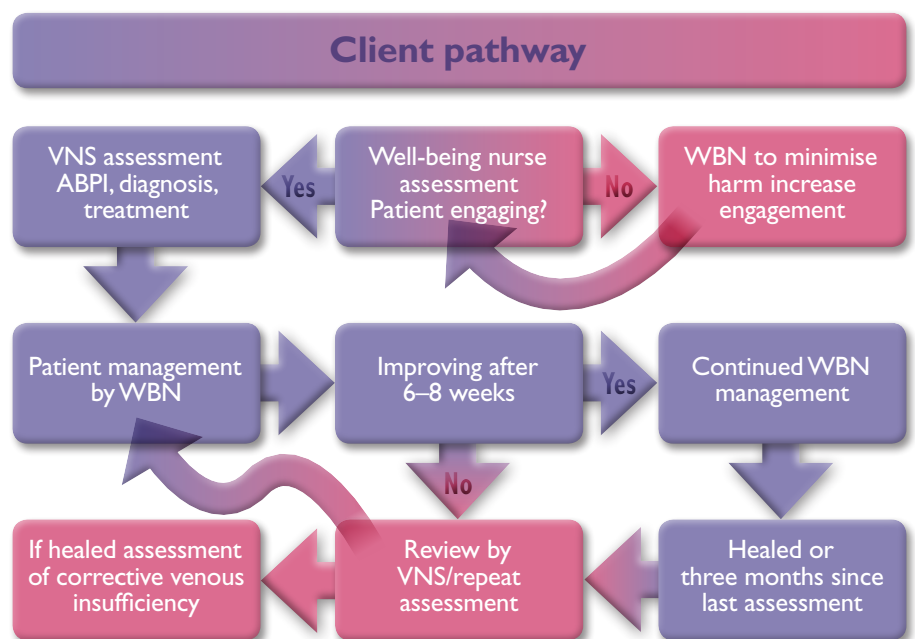 Client pathway
VNS assessment
ABPI, diagnosis,
treatment
Yes
Well-being nurse
assessment
Patient engaging?
No
WBN to minimise
harm increase
engagement
Patient management
by WBN
Improving after
6–8 weeks
Yes
Continued WBN
management
No
If healed assessment
of corrective venous
insufficiency
Review by
VNS/repeat
assessment
Healed or
three months since
last assessment